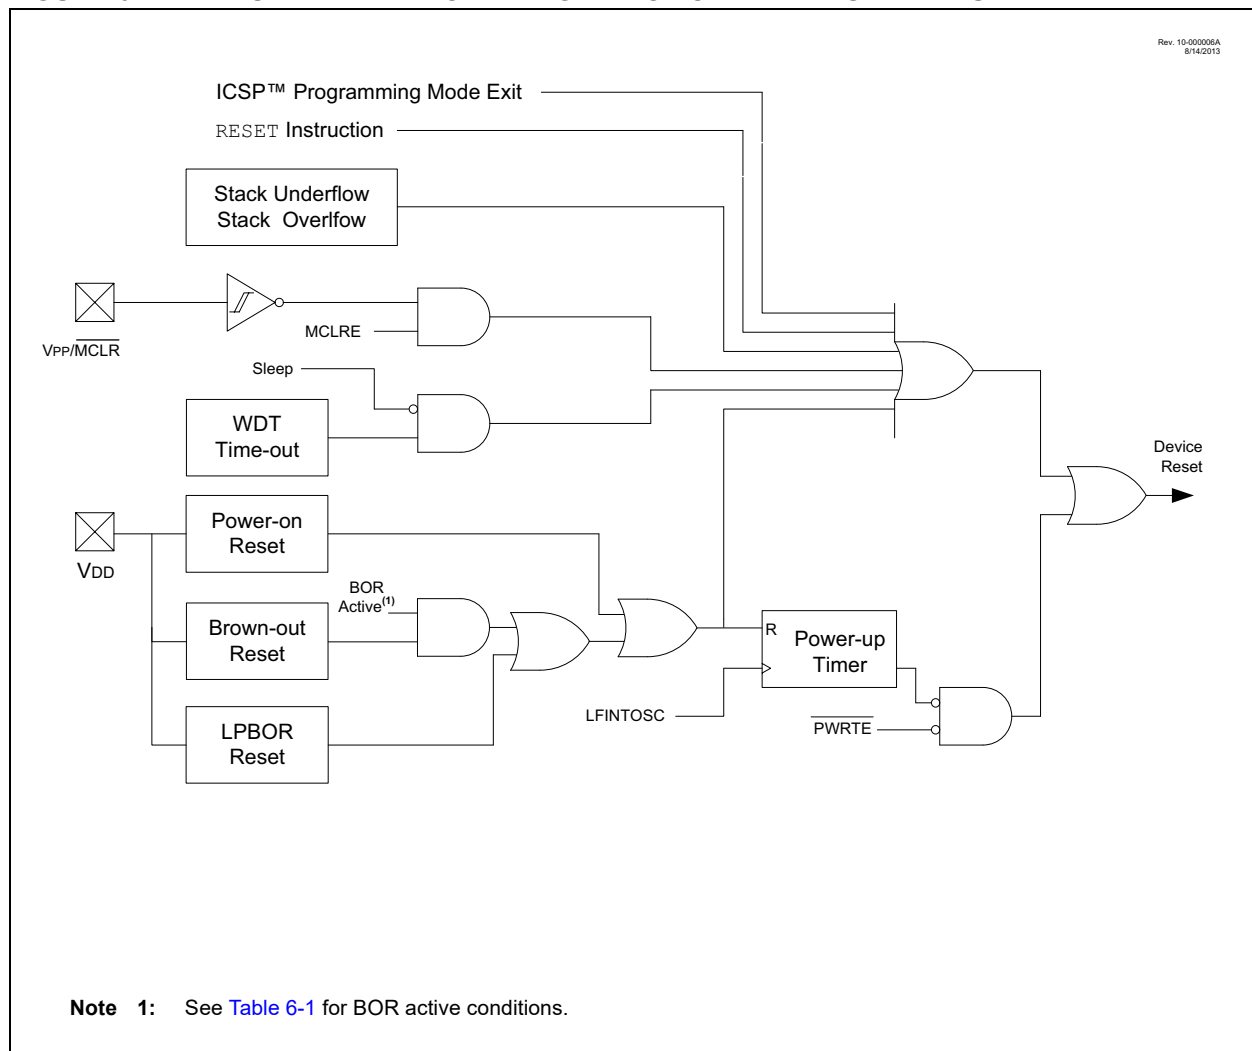 Rev. 10-000006A
8/14/2013
ICSP™ Programming Mode Exit
RESET Instruction
Stack Underflow
Stack Overlfow
VPP/MCLR
MCLRE
Sleep
WDT
Time-out
Device
Reset
Power-on
Reset
VDD
BOR
Active(1)
Brown-out
Reset
R
Power-up
Timer
LFINTOSC
PWRTE
LPBOR
Reset
Note 1: See Table 6-1 for BOR active conditions.